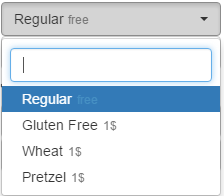 Regular free
Regular free
Gluten Free 1$
Wheat 1$
Pretzel 1$